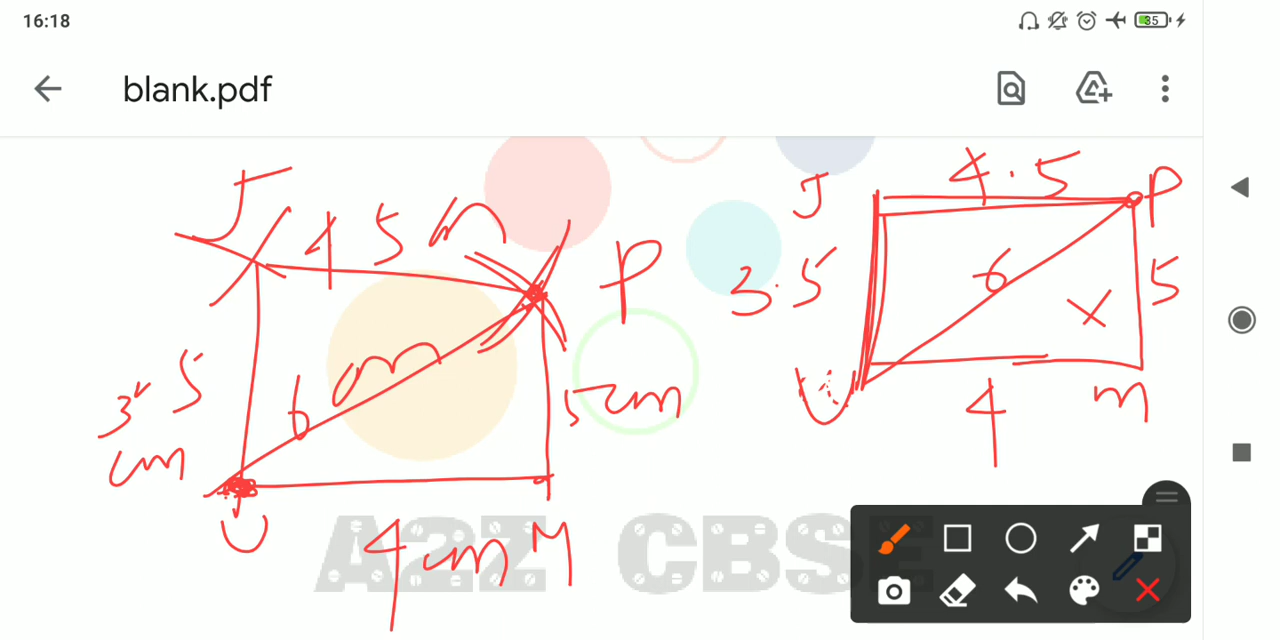 16:18
35
blank.pdf
J
4 5 m
P
3 5
cm
6 cm
5 cm
U
4 cm
M
J
4.5
P
3.5
6
5
U
4
m
A2Z CBSE